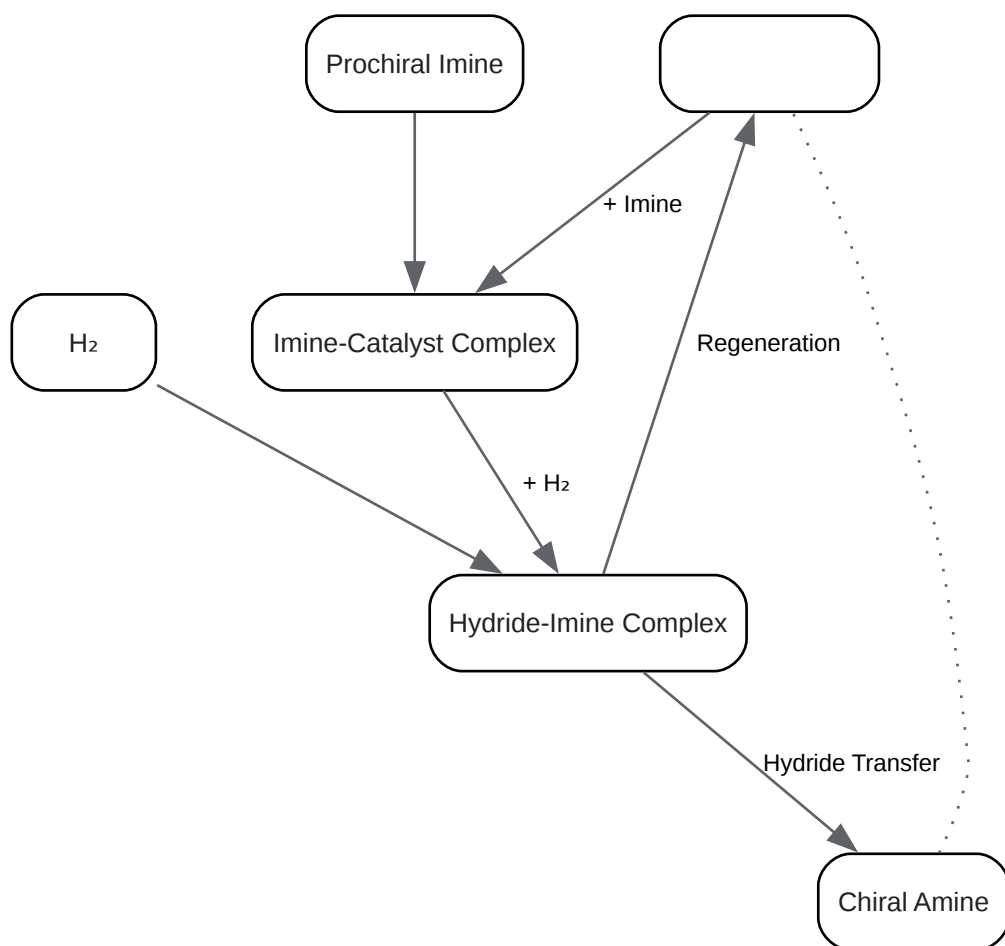 Prochiral Imine
+ Imine
H₂
Imine-Catalyst Complex
Regeneration
+ H₂
Hydride-Imine Complex
Hydride Transfer
Chiral Amine